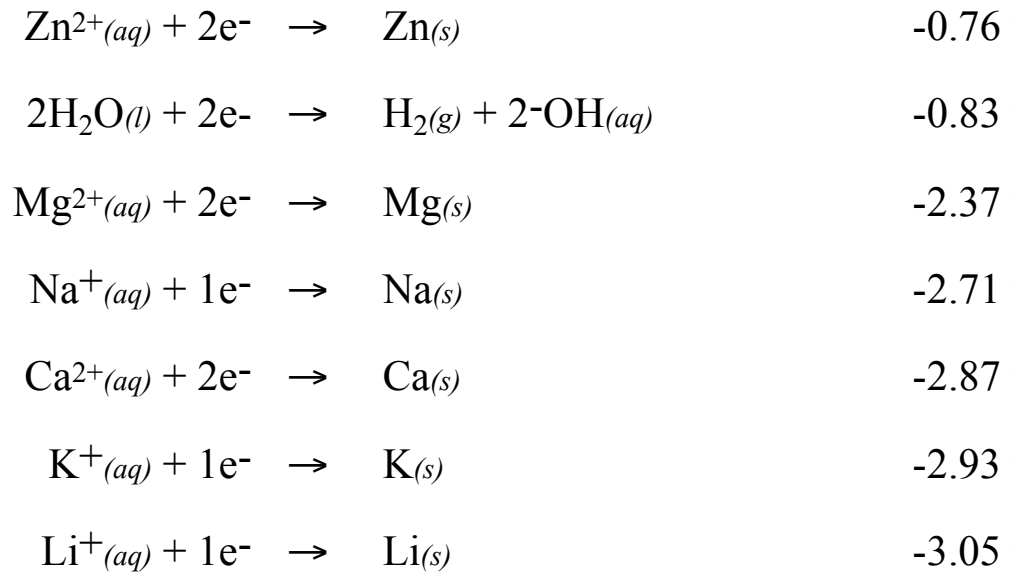 Zn²⁺(aq) + 2e⁻ → Zn(s) -0.76
2H₂O(l) + 2e- → H₂(g) + 2⁻OH(aq) -0.83
Mg²⁺(aq) + 2e⁻ → Mg(s) -2.37
Na⁺(aq) + 1e⁻ → Na(s) -2.71
Ca²⁺(aq) + 2e⁻ → Ca(s) -2.87
K⁺(aq) + 1e⁻ → K(s) -2.93
Li⁺(aq) + 1e⁻ → Li(s) -3.05